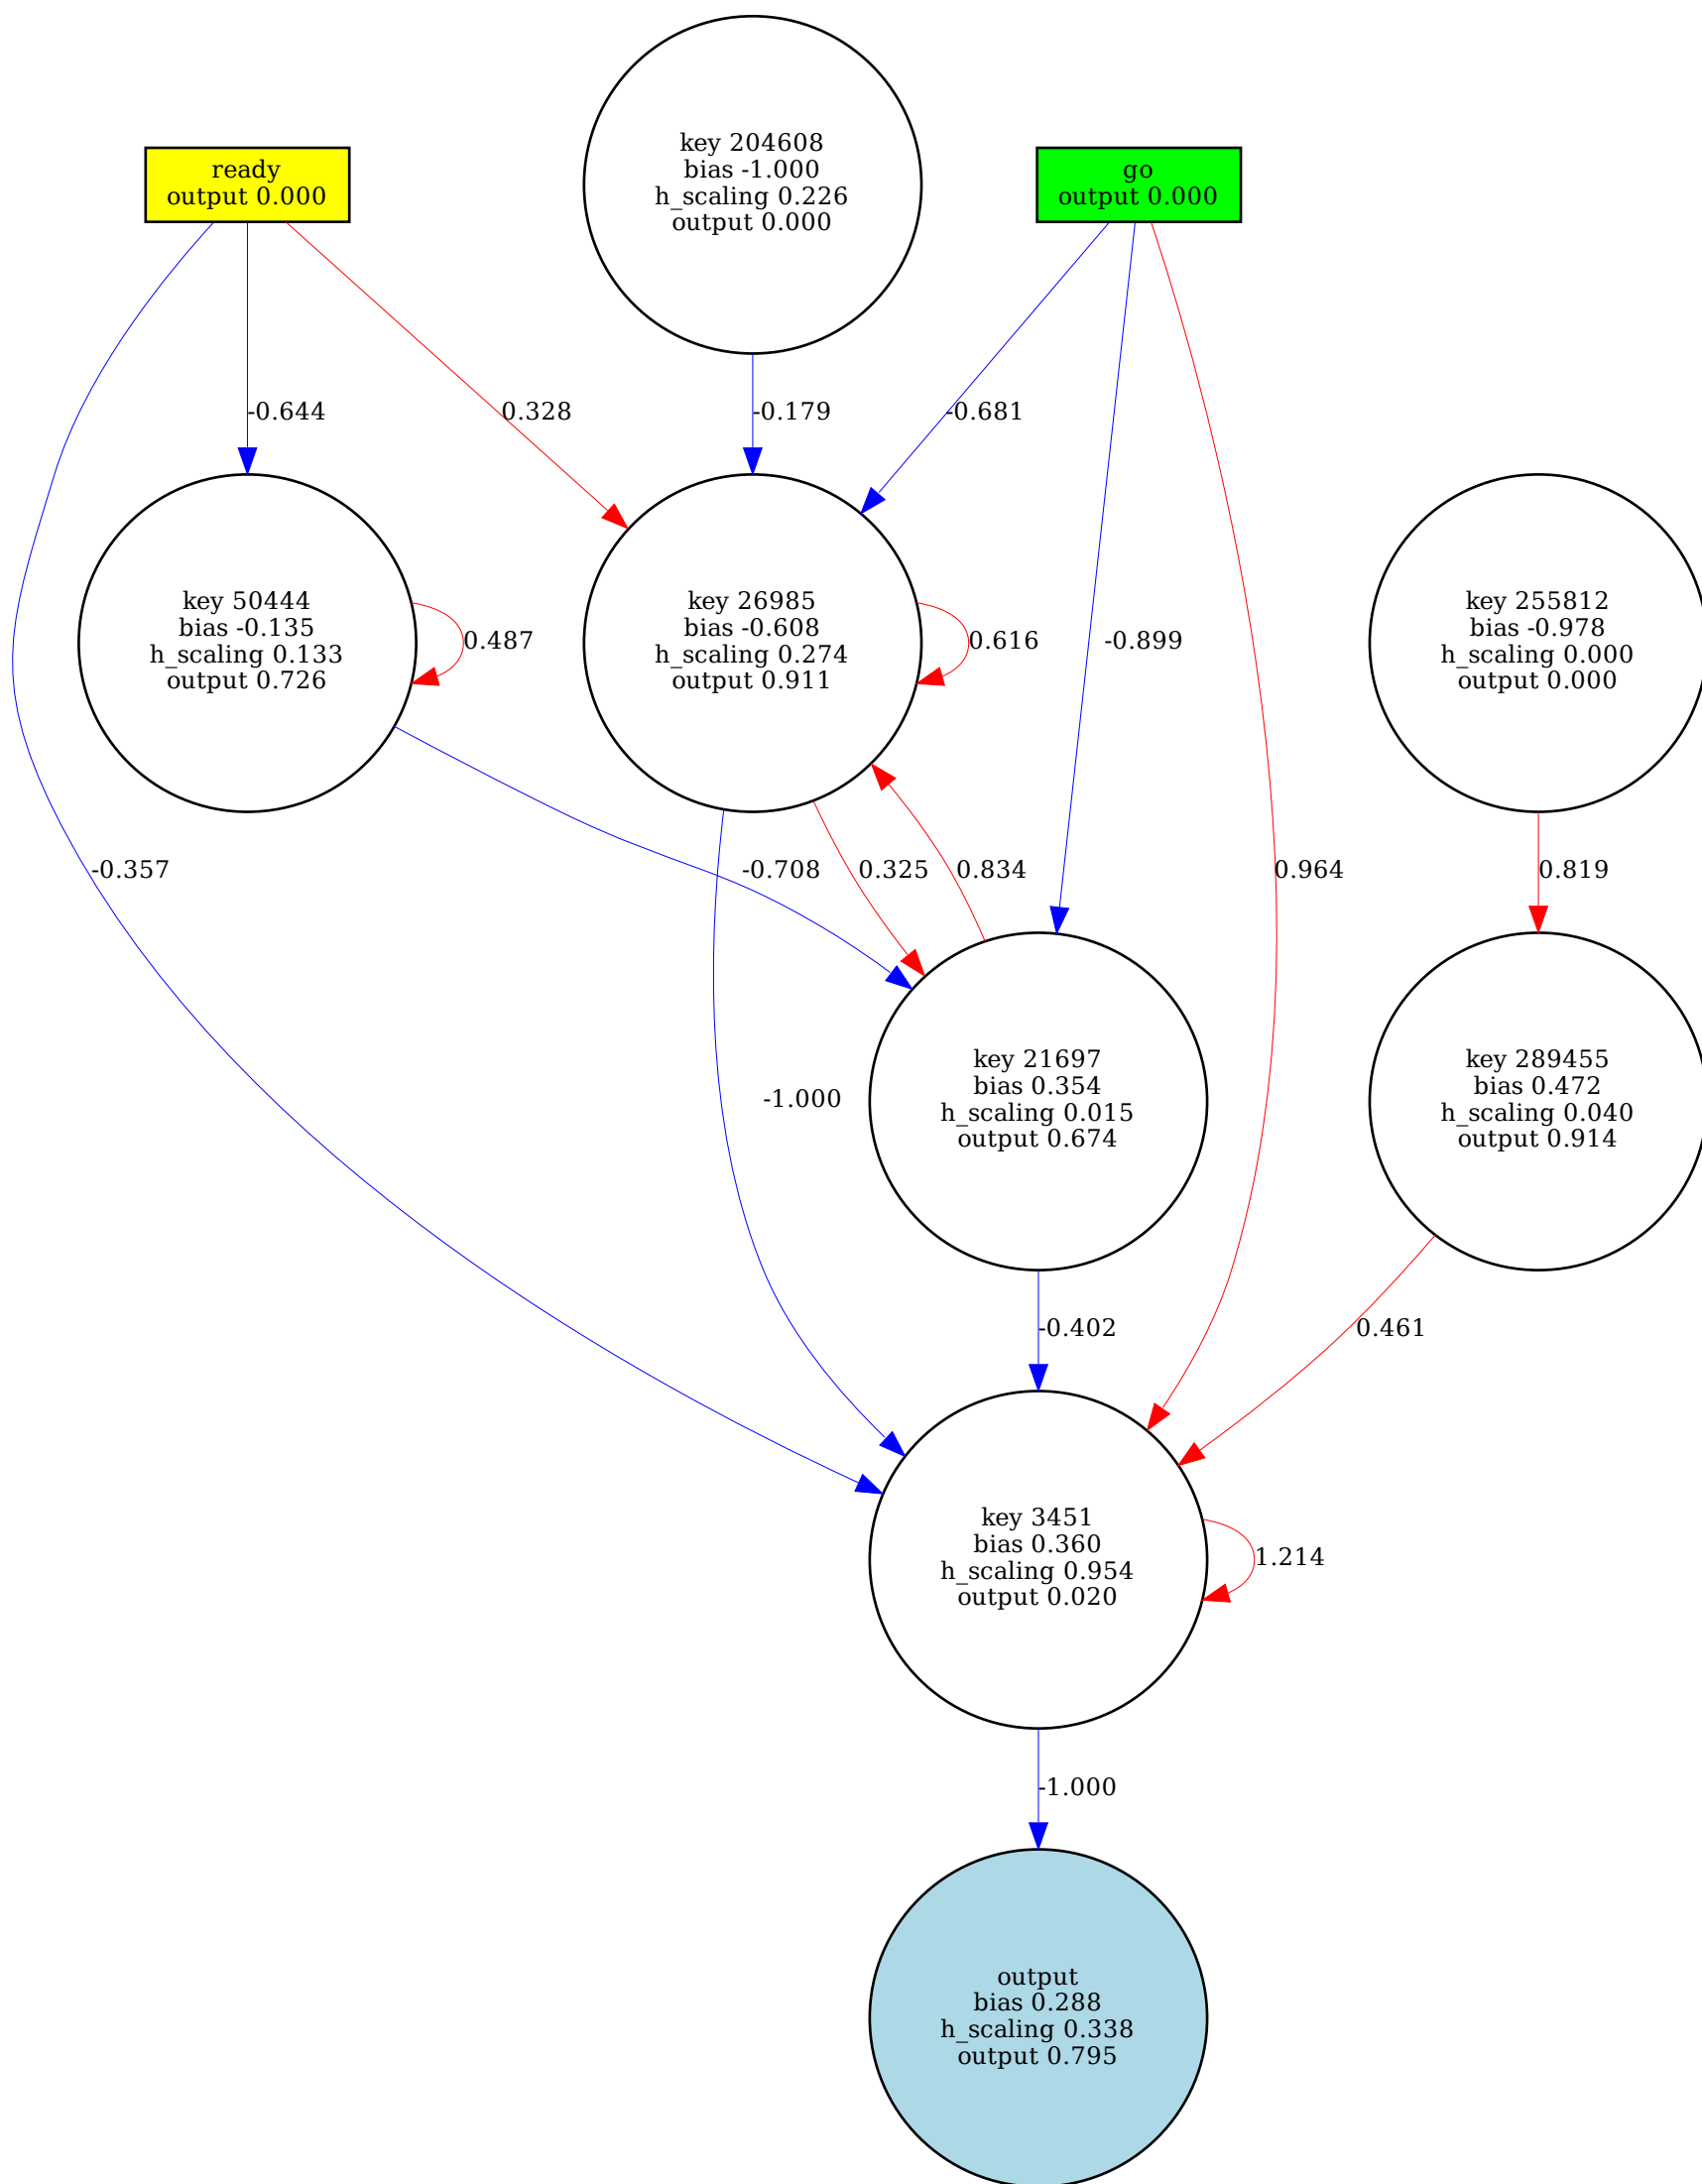 key 204608
bias -1.000
h_scaling 0.226
output 0.000
ready
output 0.000
go
output 0.000
-0.644
0.328
-0.179
-0.681
key 50444
bias -0.135
h_scaling 0.133
output 0.726
0.487
key 26985
bias -0.608
h_scaling 0.274
output 0.911
0.616
-0.899
key 255812
bias -0.978
h_scaling 0.000
output 0.000
-0.357
-0.708
0.325
0.834
0.964
0.819
-1.000
key 21697
bias 0.354
h_scaling 0.015
output 0.674
key 289455
bias 0.472
h_scaling 0.040
output 0.914
-0.402
0.461
key 3451
bias 0.360
h_scaling 0.954
output 0.020
1.214
-1.000
output
bias 0.288
h_scaling 0.338
output 0.795